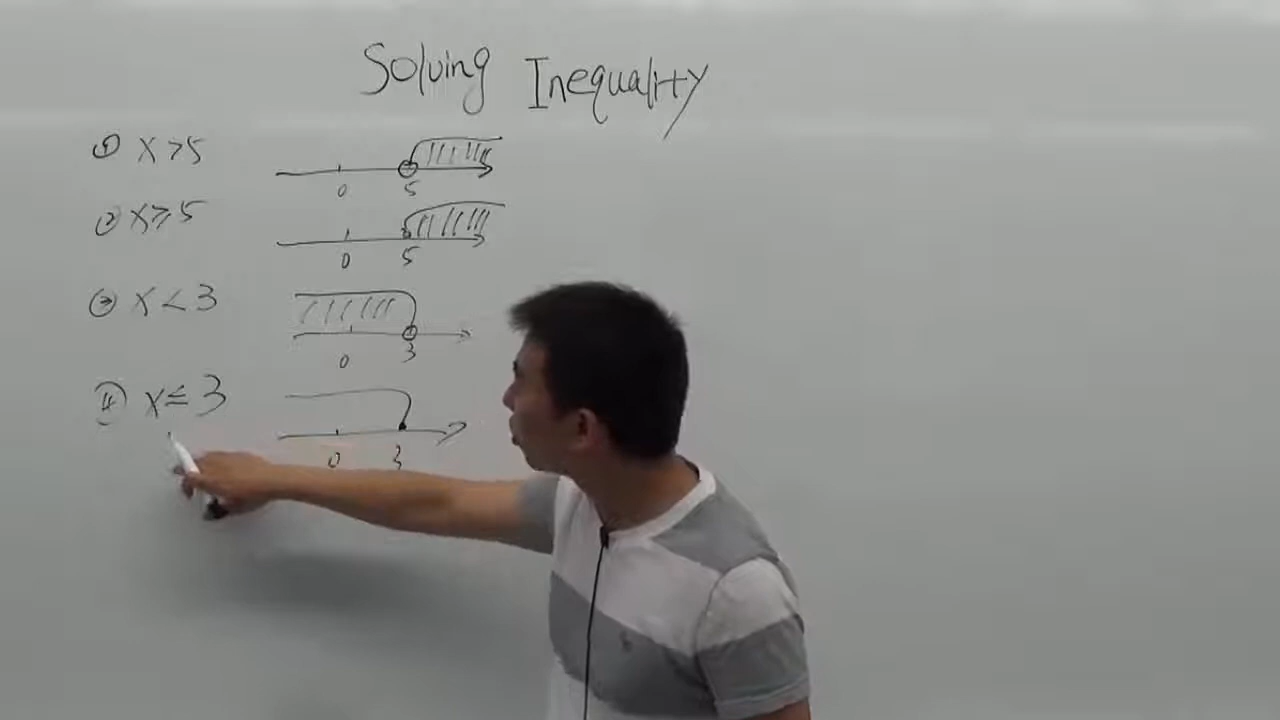 Solving Inequality
① x > 5
0 5
② x ≥ 5
0 5
③ x < 3
0 3
④ x ≤ 3
0 3